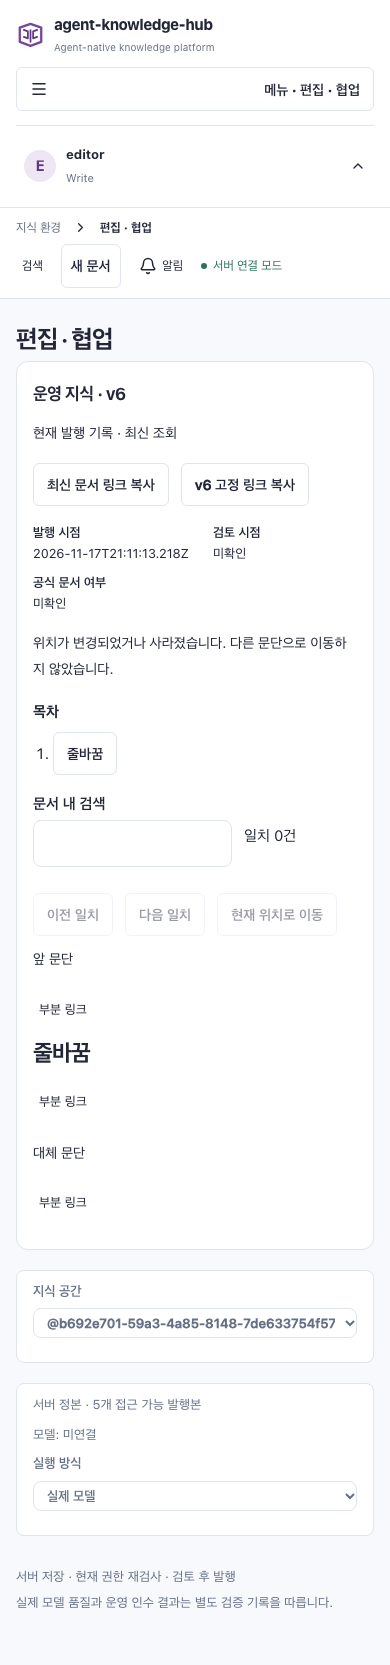 agent-knowledge-hub
Agent-native knowledge platform
메뉴 · 편집 · 협업
E
editor
Write
지식 환경
편집 · 협업
검색
새 문서
알림
서버 연결 모드
편집 · 협업
운영 지식 · v6
현재 발행 기록 · 최신 조회
최신 문서 링크 복사
v6 고정 링크 복사
발행 시점
검토 시점
2026-11-17T21:11:13.218Z
미확인
공식 문서 여부
미확인
위치가 변경되었거나 사라졌습니다. 다른 문단으로 이동하
지 않았습니다.
목차
1. 줄바꿈
문서 내 검색
일치 0건
이전 일치
다음 일치
현재 위치로 이동
앞 문단
부분 링크
줄바꿈
부분 링크
대체 문단
부분 링크
지식 공간
@b692e701-59a3-4a85-8148-7de633754f57
서버 정본 · 5개 접근 가능 발행본
모델: 미연결
실행 방식
실제 모델
서버 저장 · 현재 권한 재검사 · 검토 후 발행
실제 모델 품질과 운영 인수 결과는 별도 검증 기록을 따릅니다.